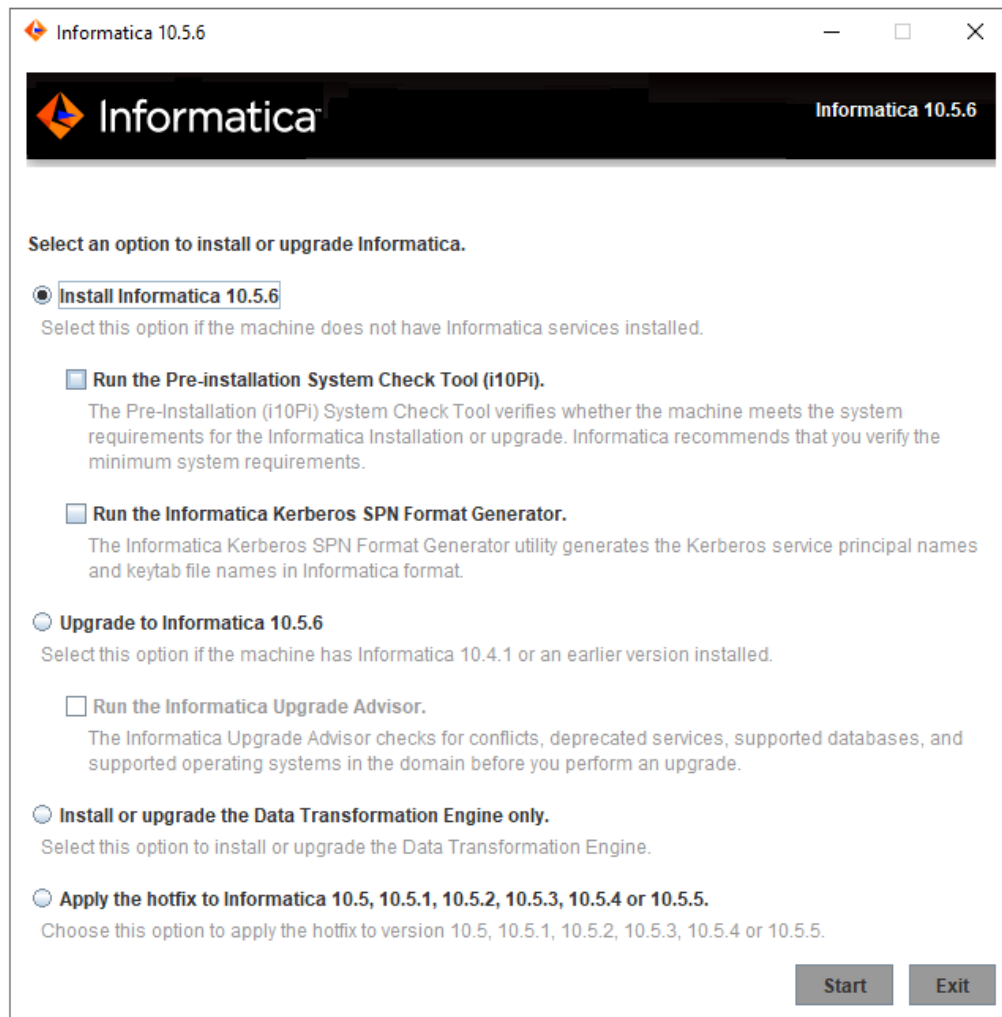 Informatica 10.5.6
Informatica™
Informatica 10.5.6
Select an option to install or upgrade Informatica.
Install Informatica 10.5.6
Select this option if the machine does not have Informatica services installed.
Run the Pre-installation System Check Tool (i10Pi).
The Pre-Installation (i10Pi) System Check Tool verifies whether the machine meets the system
requirements for the Informatica Installation or upgrade. Informatica recommends that you verify the
minimum system requirements.
Run the Informatica Kerberos SPN Format Generator.
The Informatica Kerberos SPN Format Generator utility generates the Kerberos service principal names
and keytab file names in Informatica format.
Upgrade to Informatica 10.5.6
Select this option if the machine has Informatica 10.4.1 or an earlier version installed.
Run the Informatica Upgrade Advisor.
The Informatica Upgrade Advisor checks for conflicts, deprecated services, supported databases, and
supported operating systems in the domain before you perform an upgrade.
Install or upgrade the Data Transformation Engine only.
Select this option to install or upgrade the Data Transformation Engine.
Apply the hotfix to Informatica 10.5, 10.5.1, 10.5.2, 10.5.3, 10.5.4 or 10.5.5.
Choose this option to apply the hotfix to version 10.5, 10.5.1, 10.5.2, 10.5.3, 10.5.4 or 10.5.5.
Start Exit